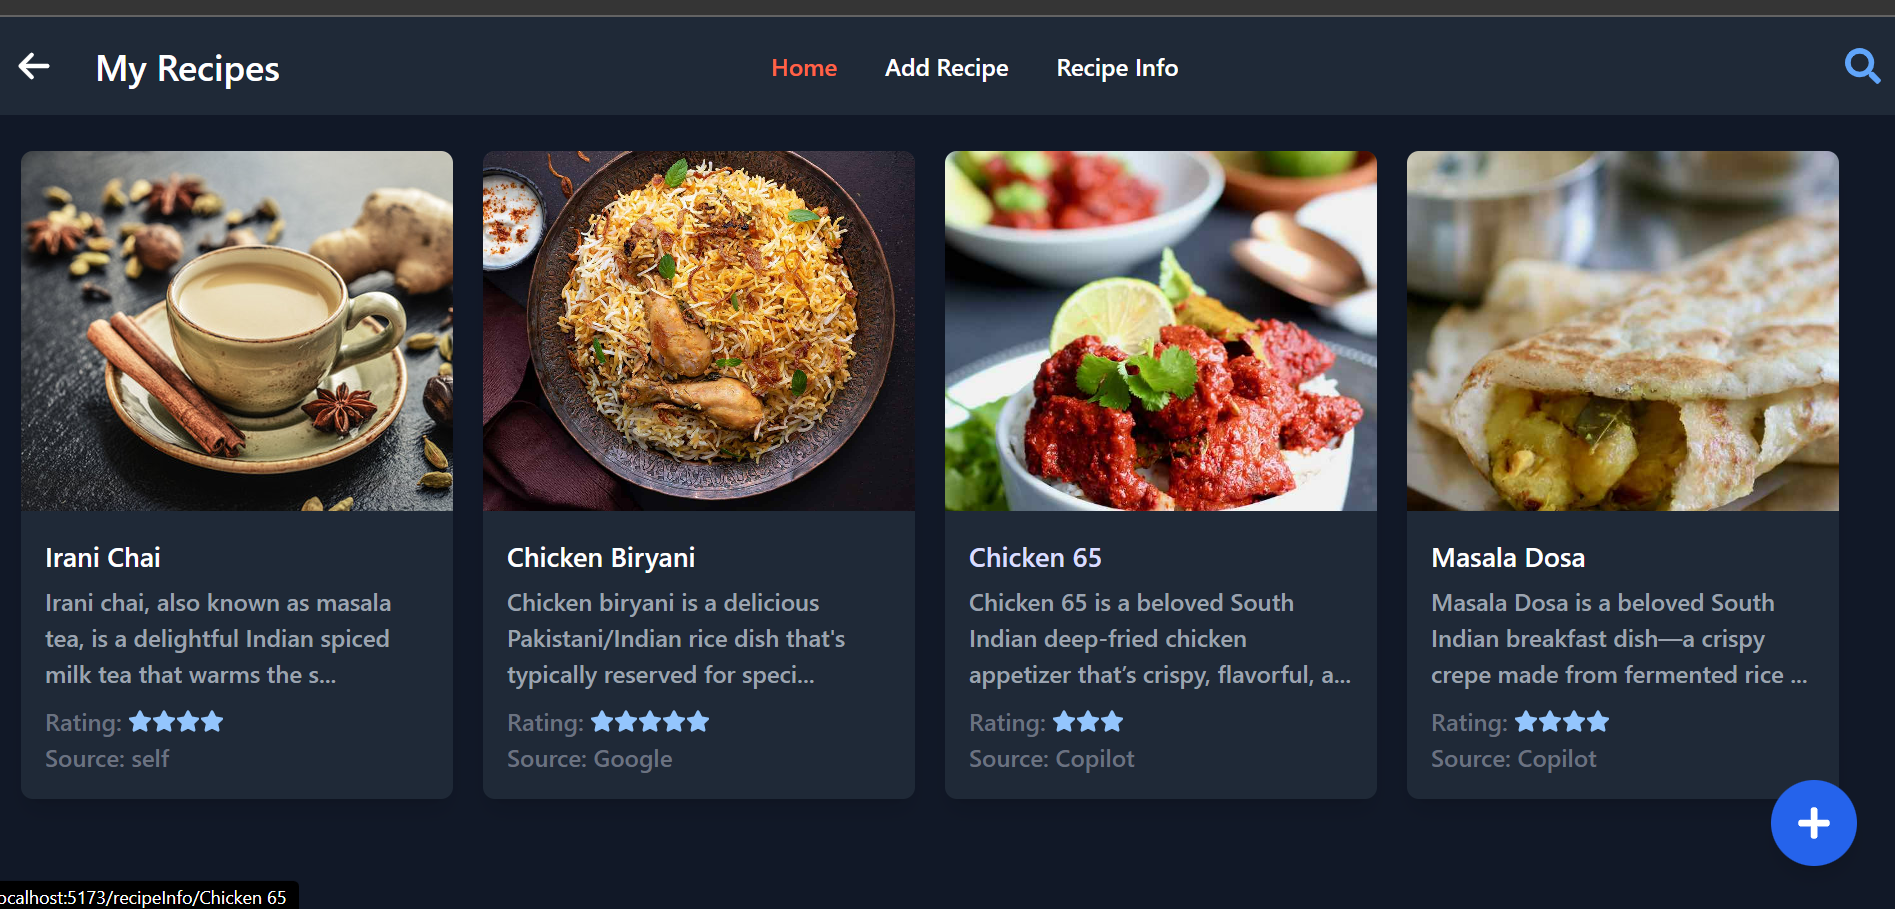 My Recipes
Home
Add Recipe
Recipe Info
Irani Chai
Irani chai, also known as masala
tea, is a delightful Indian spiced
milk tea that warms the s...
Rating:
Source: self
Chicken Biryani
Chicken biryani is a delicious
Pakistani/Indian rice dish that's
typically reserved for speci...
Rating:
Source: Google
Chicken 65
Chicken 65 is a beloved South
Indian deep-fried chicken
appetizer that’s crispy, flavorful, a...
Rating:
Source: Copilot
Masala Dosa
Masala Dosa is a beloved South
Indian breakfast dish—a crispy
crepe made from fermented rice ...
Rating:
Source: Copilot
ocalhost:5173/recipeInfo/Chicken 65